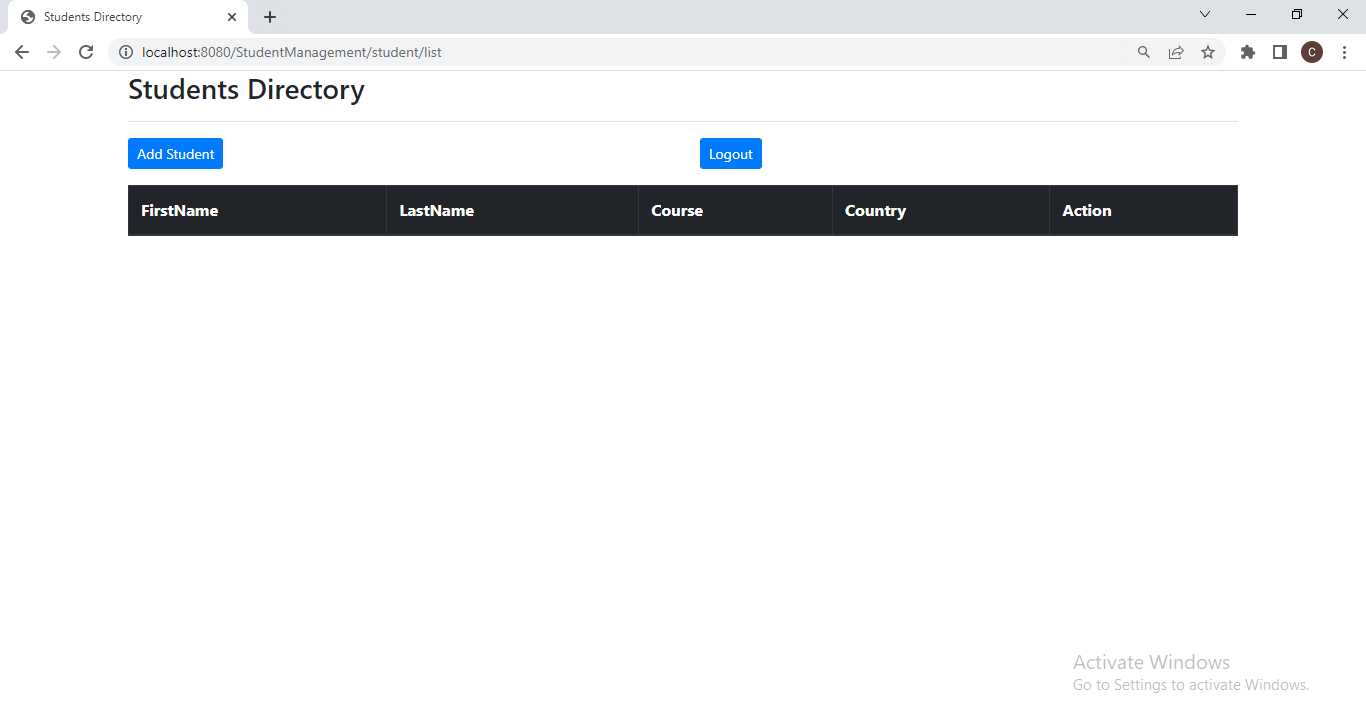 Students Directory
localhost:8080/StudentManagement/student/list
C
Students Directory
Add Student Logout
FirstName LastName Course Country Action
Activate Windows
Go to Settings to activate Windows.